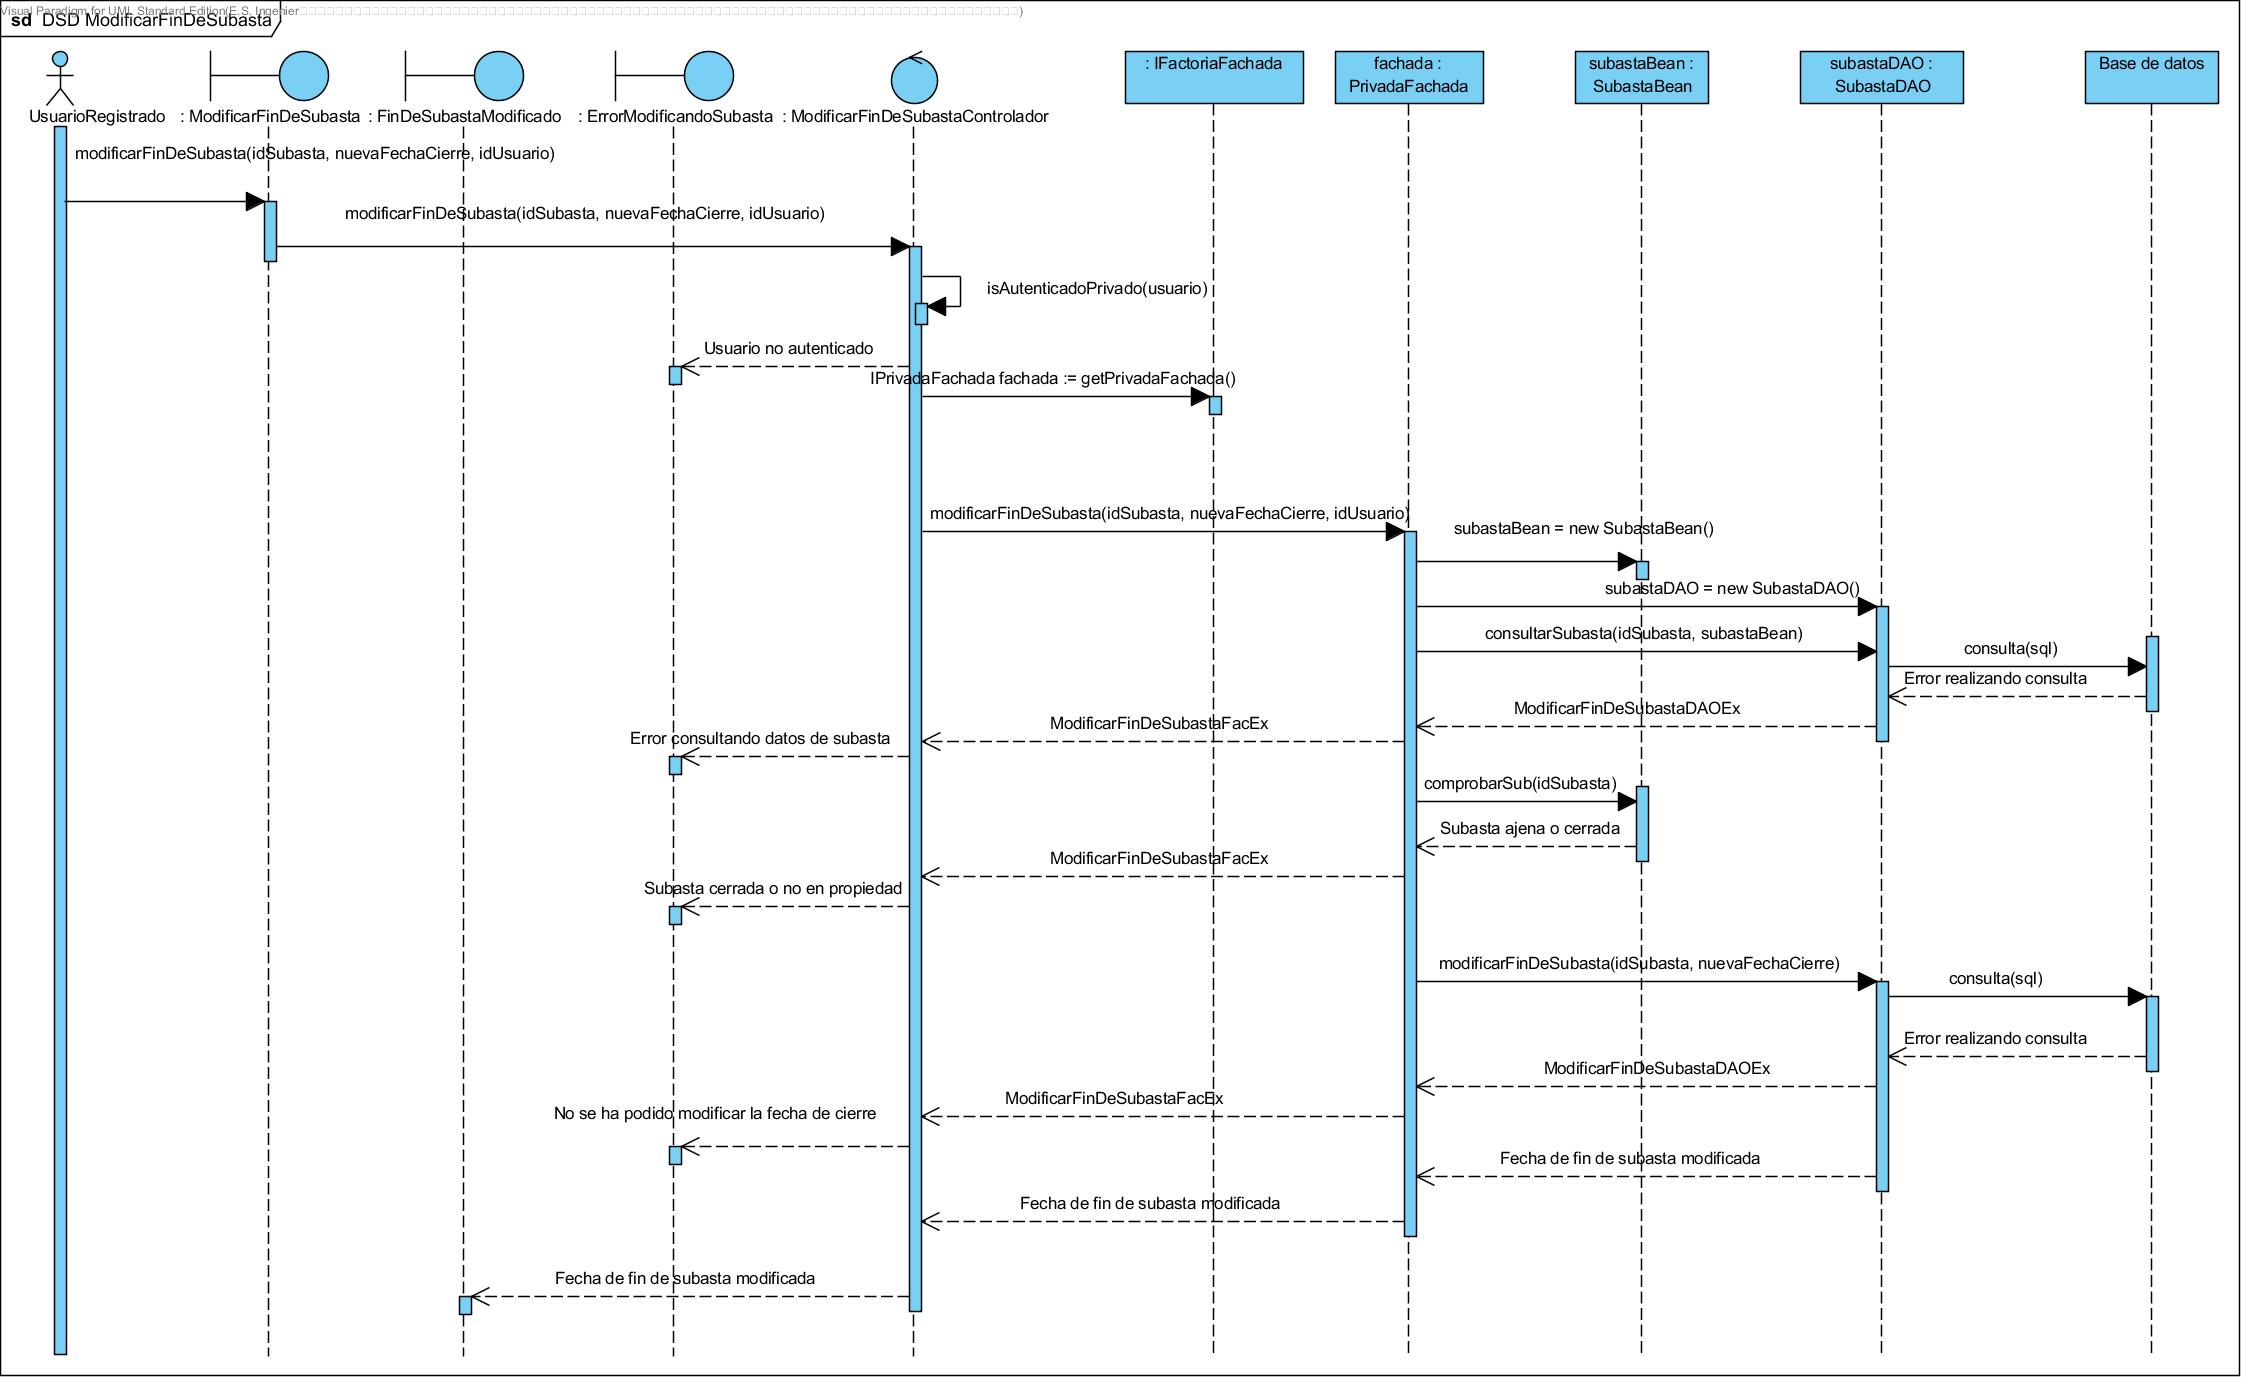 Visual Paradigm for UML Standard Edition(E.S. Ingenier
sd DSD ModificarFinDeSubasta
UsuarioRegistrado
: ModificarFinDeSubasta
: FinDeSubastaModificado
: ErrorModificandoSubasta
: ModificarFinDeSubastaControlador
: IFactoriaFachada
fachada :
PrivadaFachada
subastaBean :
SubastaBean
subastaDAO :
SubastaDAO
Base de datos
modificarFinDeSubasta(idSubasta, nuevaFechaCierre, idUsuario)
modificarFinDeSubasta(idSubasta, nuevaFechaCierre, idUsuario)
isAutenticadoPrivado(usuario)
Usuario no autenticado
IPrivadaFachada fachada := getPrivadaFachada()
modificarFinDeSubasta(idSubasta, nuevaFechaCierre, idUsuario)
subastaBean = new SubastaBean()
subastaDAO = new SubastaDAO()
consultarSubasta(idSubasta, subastaBean)
consulta(sql)
Error realizando consulta
ModificarFinDeSubastaDAOEx
ModificarFinDeSubastaFacEx
Error consultando datos de subasta
comprobarSub(idSubasta)
Subasta ajena o cerrada
ModificarFinDeSubastaFacEx
Subasta cerrada o no en propiedad
modificarFinDeSubasta(idSubasta, nuevaFechaCierre)
consulta(sql)
Error realizando consulta
ModificarFinDeSubastaDAOEx
ModificarFinDeSubastaFacEx
No se ha podido modificar la fecha de cierre
Fecha de fin de subasta modificada
Fecha de fin de subasta modificada
Fecha de fin de subasta modificada